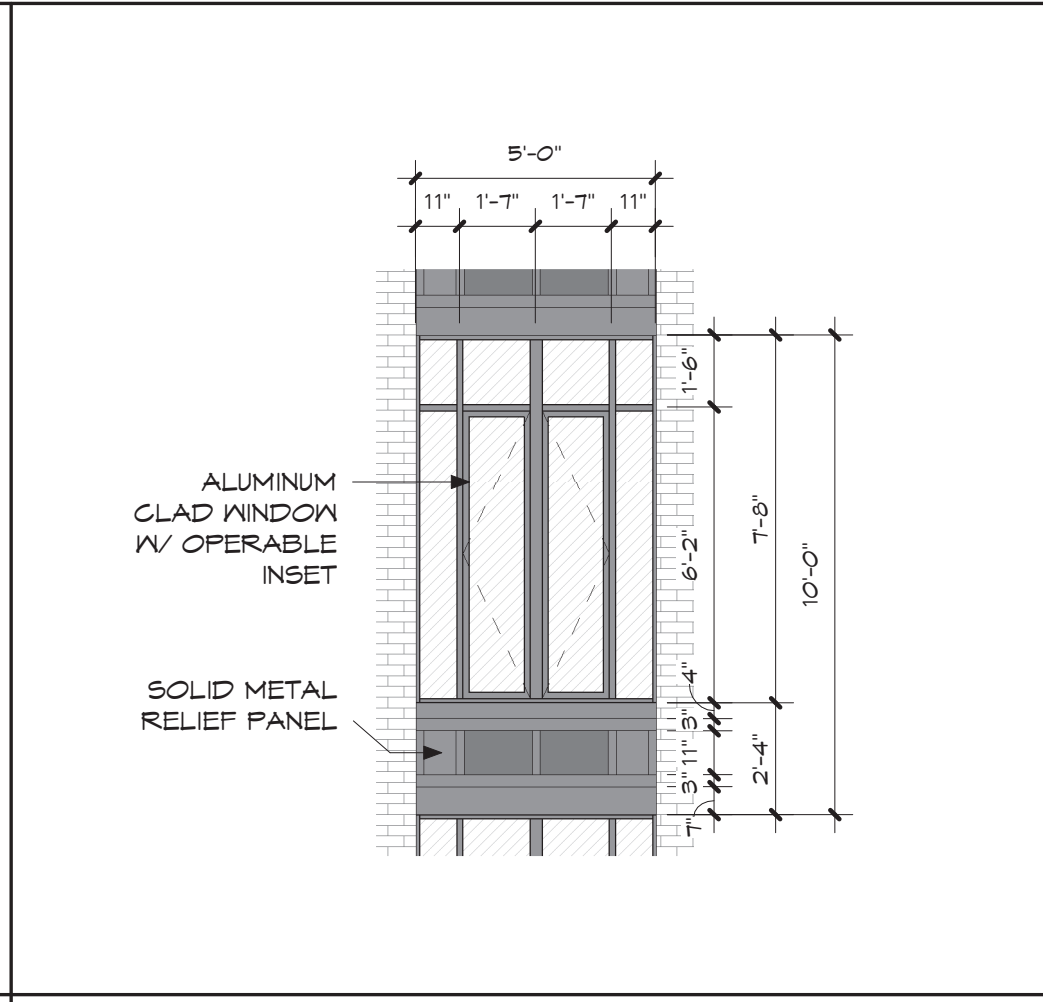 5'-0"
11" 1'-7" 1'-7" 11"
1'-6"
7'-8"
10'-0"
6'-2"
ALUMINUM
CLAD WINDOW
W/ OPERABLE
INSET
4"
3"
SOLID METAL
RELIEF PANEL
11"
2'-4"
3"
7"